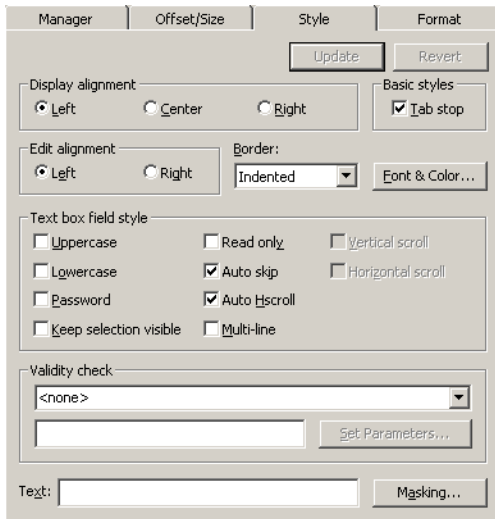 Manager Offset/Size Style Format
Update Revert
Display alignment Basic styles
Left Center Right Tab stop
Edit alignment Border:
Left Right Indented Font & Color...
Text box field style
Uppercase Read only Vertical scroll
Lowercase Auto skip Horizontal scroll
Password Auto Hscroll
Keep selection visible Multi-line
Validity check
<none>
Set Parameters...
Text: Masking...